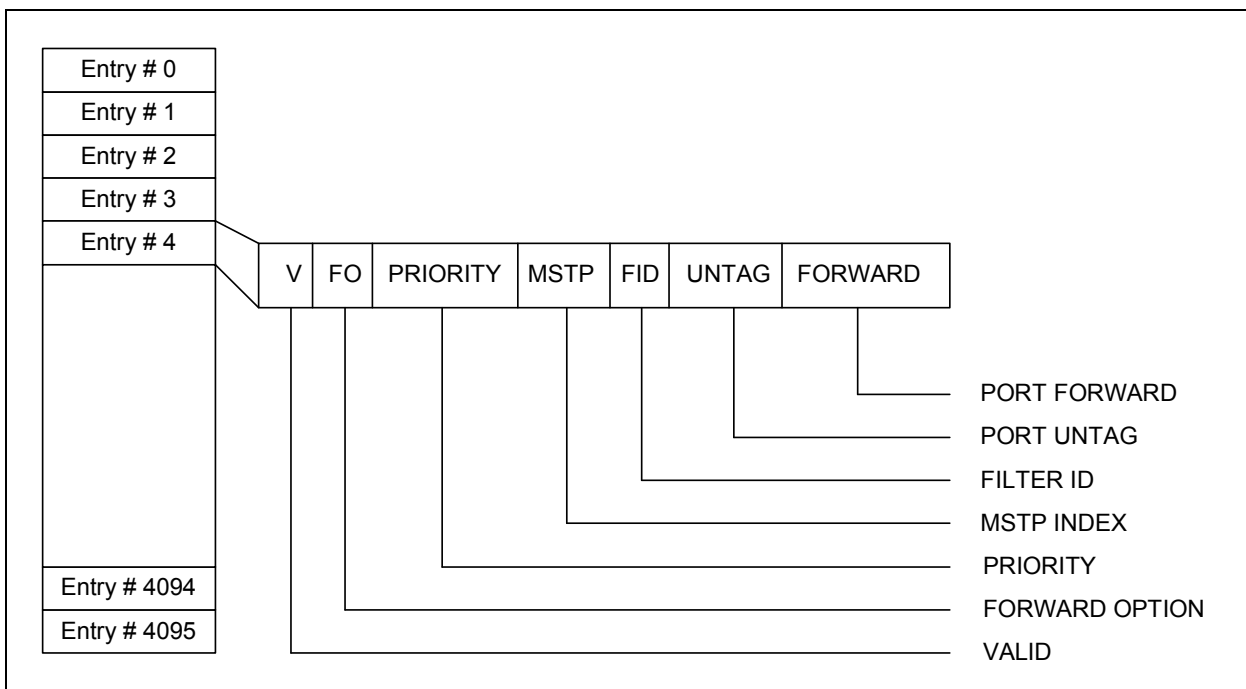 Entry # 0
Entry # 1
Entry # 2
Entry # 3
Entry # 4
V FO PRIORITY MSTP FID UNTAG FORWARD
PORT FORWARD
PORT UNTAG
FILTER ID
MSTP INDEX
PRIORITY
FORWARD OPTION
VALID
Entry # 4094
Entry # 4095